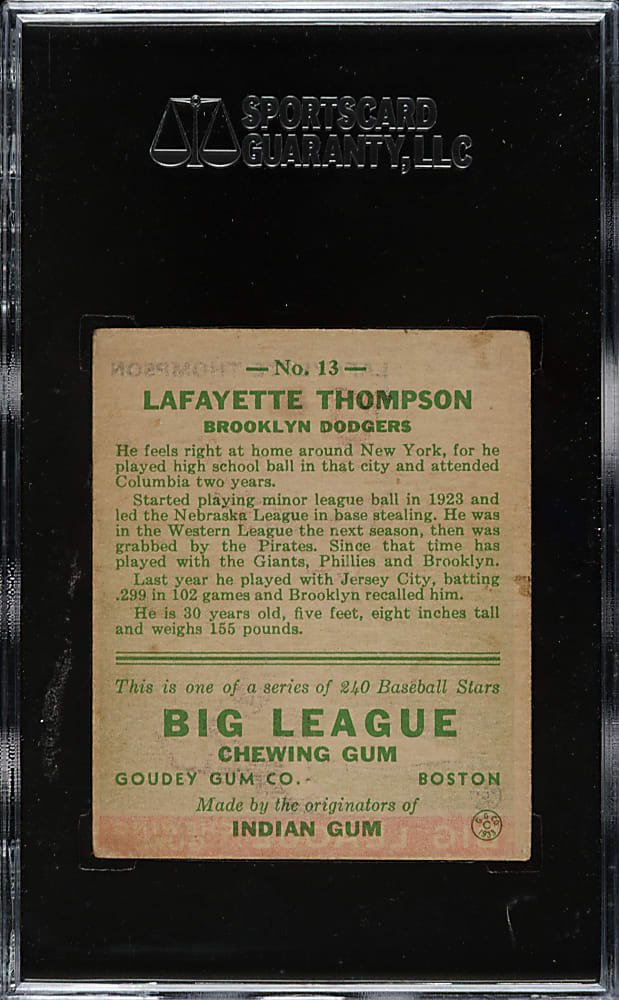 SPORTSCARD
GUARANTY, LLC
— No. 13 —
LAFAYETTE THOMPSON
BROOKLYN DODGERS
He feels right at home around New York, for he
played high school ball in that city and attended
Columbia two years.
Started playing minor league ball in 1923 and
led the Nebraska League in base stealing. He was
in the Western League the next season, then was
grabbed by the Pirates. Since that time has
played with the Giants, Phillies and Brooklyn.
Last year he played with Jersey City, batting
.299 in 102 games and Brooklyn recalled him.
He is 30 years old, five feet, eight inches tall
and weighs 155 pounds.
This is one of a series of 240 Baseball Stars
BIG LEAGUE
CHEWING GUM
GOUDEY GUM CO. BOSTON
Made by the originators of
INDIAN GUM
G. G. Co.
C
1933